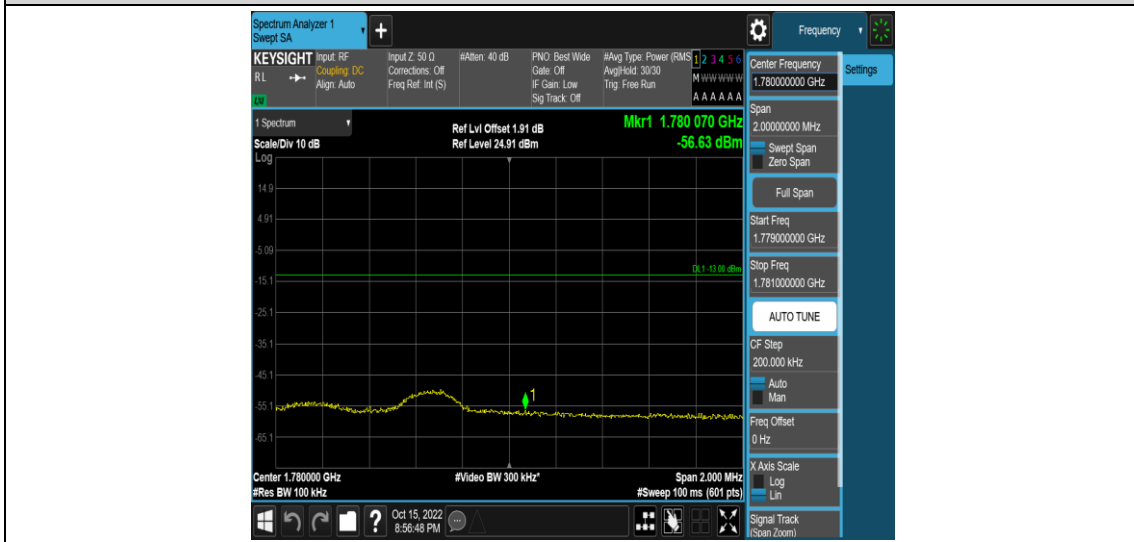 Spectrum Analyzer 1
Swept SA
+
Frequency
KEYSIGHT
RL
LXI
Input: RF
Coupling: DC
Align: Auto
Input Z: 50 Ω
Corrections: Off
Freq Ref: Int (S)
#Atten: 40 dB
PNO: Best Wide
Gate: Off
IF Gain: Low
Sig Track: Off
#Avg Type: Power (RMS
Avg|Hold: 30/30
Trig: Free Run
1 2 3 4 5 6
M W W W W W
A A A A A A
1 Spectrum
Scale/Div 10 dB
Log
Ref Lvl Offset 1.91 dB
Ref Level 24.91 dBm
Mkr1 1.780 070 GHz
-56.63 dBm
14.9
4.91
-5.09
DL1 -13.00 dBm
-15.1
-25.1
-35.1
-45.1
1
-55.1
-65.1
Center 1.780000 GHz
#Res BW 100 kHz
#Video BW 300 kHz*
Span 2.000 MHz
#Sweep 100 ms (601 pts)
Center Frequency
1.780000000 GHz
Settings
Span
2.00000000 MHz
Swept Span
Zero Span
Full Span
Start Freq
1.779000000 GHz
Stop Freq
1.781000000 GHz
AUTO TUNE
CF Step
200.000 kHz
Auto
Man
Freq Offset
0 Hz
X Axis Scale
Log
Lin
Signal Track
(Span Zoom)
?
Oct 15, 2022
8:56:48 PM